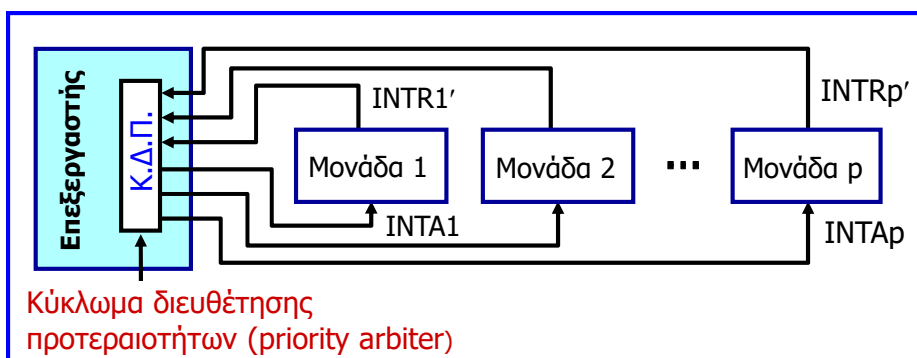 Επεξεργαστής
Κ.Δ.Π.
INTR1′
INTRp′
Μονάδα 1
Μονάδα 2
...
Μονάδα p
INTA1
INTAp
Κύκλωμα διευθέτησης
προτεραιοτήτων (priority arbiter)